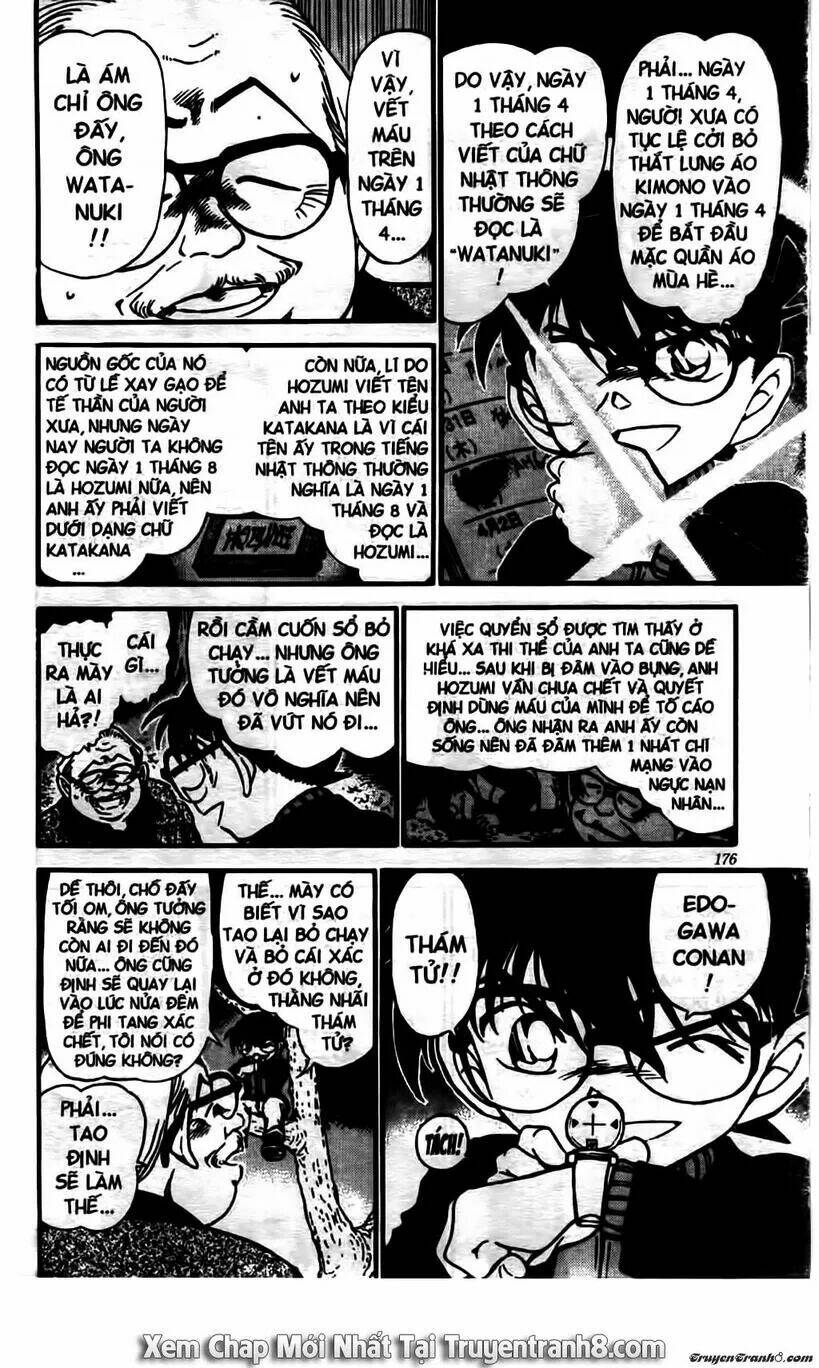 PHẢI... NGÀY
1 THÁNG 4,
NGƯỜI XƯA CÓ
TỤC LỆ CỞI BỎ
THẮT LƯNG ÁO
KIMONO VÀO
NGÀY 1 THÁNG 4
ĐỂ BẮT ĐẦU
MẶC QUẦN ÁO
MÙA HÈ...
DO VẬY, NGÀY
1 THÁNG 4
THEO CÁCH
VIẾT CỦA CHỮ
NHẬT THÔNG
THƯỜNG SẼ
ĐỌC LÀ
"WATANUKI"
!
VÌ
VẬY,
VẾT
MÁU
TRÊN
NGÀY 1
THÁNG
4...
LÀ ÁM
CHỈ ÔNG
ĐẤY,
ÔNG
WATA-
NUKI
!!
(木)
4月2日
CÒN NỮA, LÍ DO
HOZUMI VIẾT TÊN
ANH TA THEO KIỂU
KATAKANA LÀ VÌ CÁI
TÊN ẤY TRONG TIẾNG
NHẬT THÔNG THƯỜNG
NGHĨA LÀ NGÀY 1
THÁNG 8 VÀ
ĐỌC LÀ
HOZUMI...
NGUỒN GỐC CỦA NÓ
CÓ TỪ LỄ XAY GẠO ĐỂ
TẾ THẦN CỦA NGƯỜI
XƯA, NHƯNG NGÀY
NAY NGƯỜI TA KHÔNG
ĐỌC NGÀY 1 THÁNG 8
LÀ HOZUMI NỮA, NÊN
ANH ẤY PHẢI VIẾT
DƯỚI DẠNG CHỮ
KATAKANA
...
VIỆC QUYỂN SỔ ĐƯỢC TÌM THẤY Ở
KHÁ XA THI THỂ CỦA ANH TA CŨNG DỄ
HIỂU... SAU KHI BỊ ĐÂM VÀO BỤNG, ANH
HOZUMI VẪN CHƯA CHẾT VÀ QUYẾT
ĐỊNH DÙNG MÁU CỦA MÌNH ĐỂ TỐ CÁO
ÔNG... ÔNG NHẬN RA ANH ẤY CÒN
SỐNG NÊN ĐÃ ĐÂM THÊM 1 NHÁT CHÍ
MẠNG VÀO
NGỰC NẠN
NHÂN...
RỒI CẦM CUỐN SỔ BỎ
CHẠY... NHƯNG ÔNG
TƯỞNG LÀ VẾT MÁU
ĐÓ VÔ NGHĨA NÊN
ĐÃ VỨT NÓ ĐI...
CÁI
GÌ...
THỰC
RA MÀY
LÀ AI
HẢ?!
176
EDO-
GAWA
CONAN
!
THÁM
TỬ!!
TÁCH!
THẾ... MÀY CÓ
BIẾT VÌ SAO
TAO LẠI BỎ CHẠY
VÀ BỎ CÁI XÁC
Ở ĐÓ KHÔNG,
THẰNG NHÃI
THÁM
TỬ?
DỄ THÔI, CHỖ ĐẤY
TỐI OM, ÔNG TƯỞNG
RẰNG SẼ KHÔNG
CÒN AI ĐI ĐẾN ĐÓ
NỮA... ÔNG CŨNG
ĐỊNH SẼ QUAY LẠI
VÀO LÚC NỬA ĐÊM
ĐỂ PHI TANG XÁC
CHẾT, TÔI NÓI CÓ
ĐÚNG KHÔNG?
PHẢI...
TAO
ĐỊNH
SẼ LÀM
THẾ...
Xem Chap Mới Nhất Tại Truyentranh8.com
TruyenTranh8.com